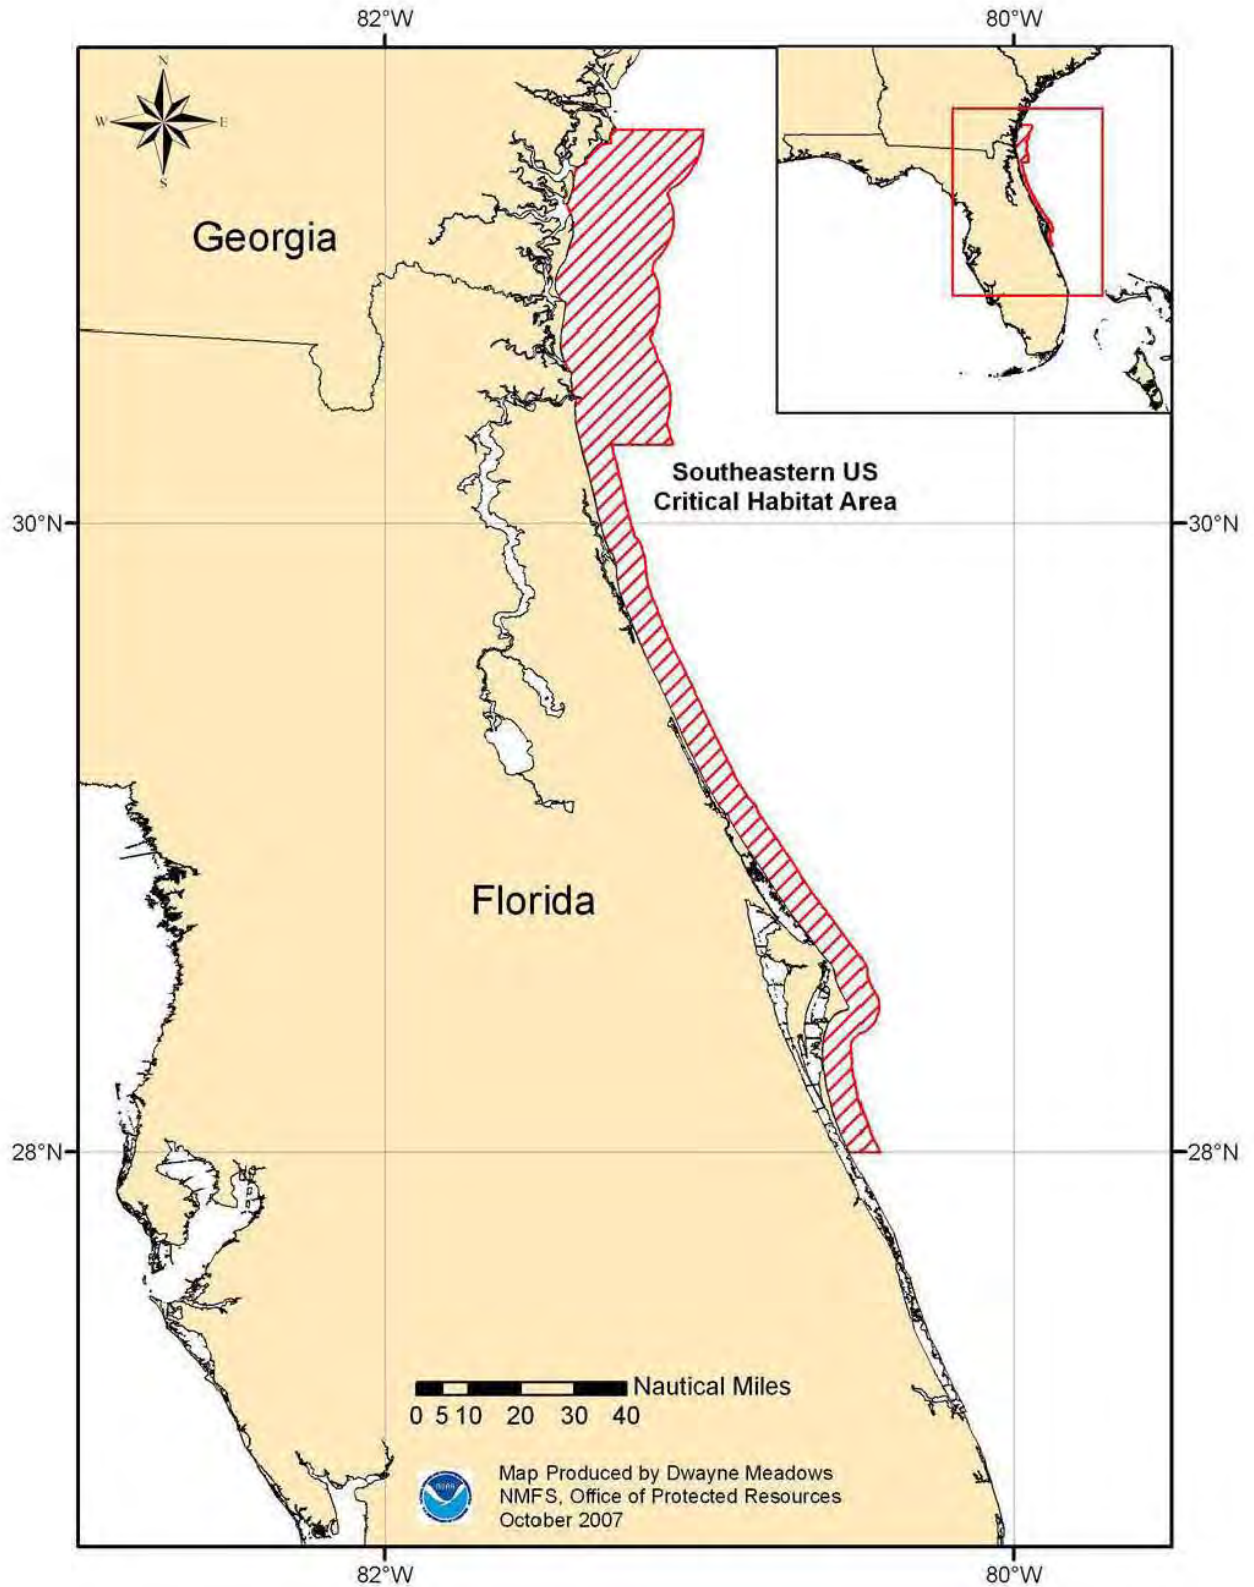 82°W
80°W
N
W
E
S
Georgia
Southeastern US
Critical Habitat Area
30°N
30°N
Florida
28°N
28°N
Nautical Miles
0 5 10 20 30 40
NOAA
Map Produced by Dwayne Meadows
NMFS, Office of Protected Resources
October 2007
82°W
80°W